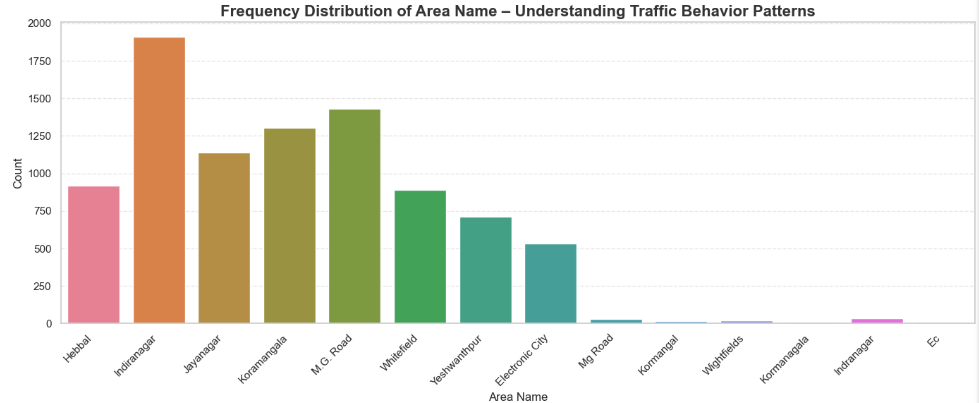 Frequency Distribution of Area Name – Understanding Traffic Behavior Patterns
2000
1750
1500
1250
1000
750
500
250
0
Count
Hebbal
Indiranagar
Jayanagar
Koramangala
M.G. Road
Whitefield
Yeshwanthpur
Electronic City
Mg Road
Kormangal
Wightfields
Kormanagala
Indranagar
Ec
Area Name